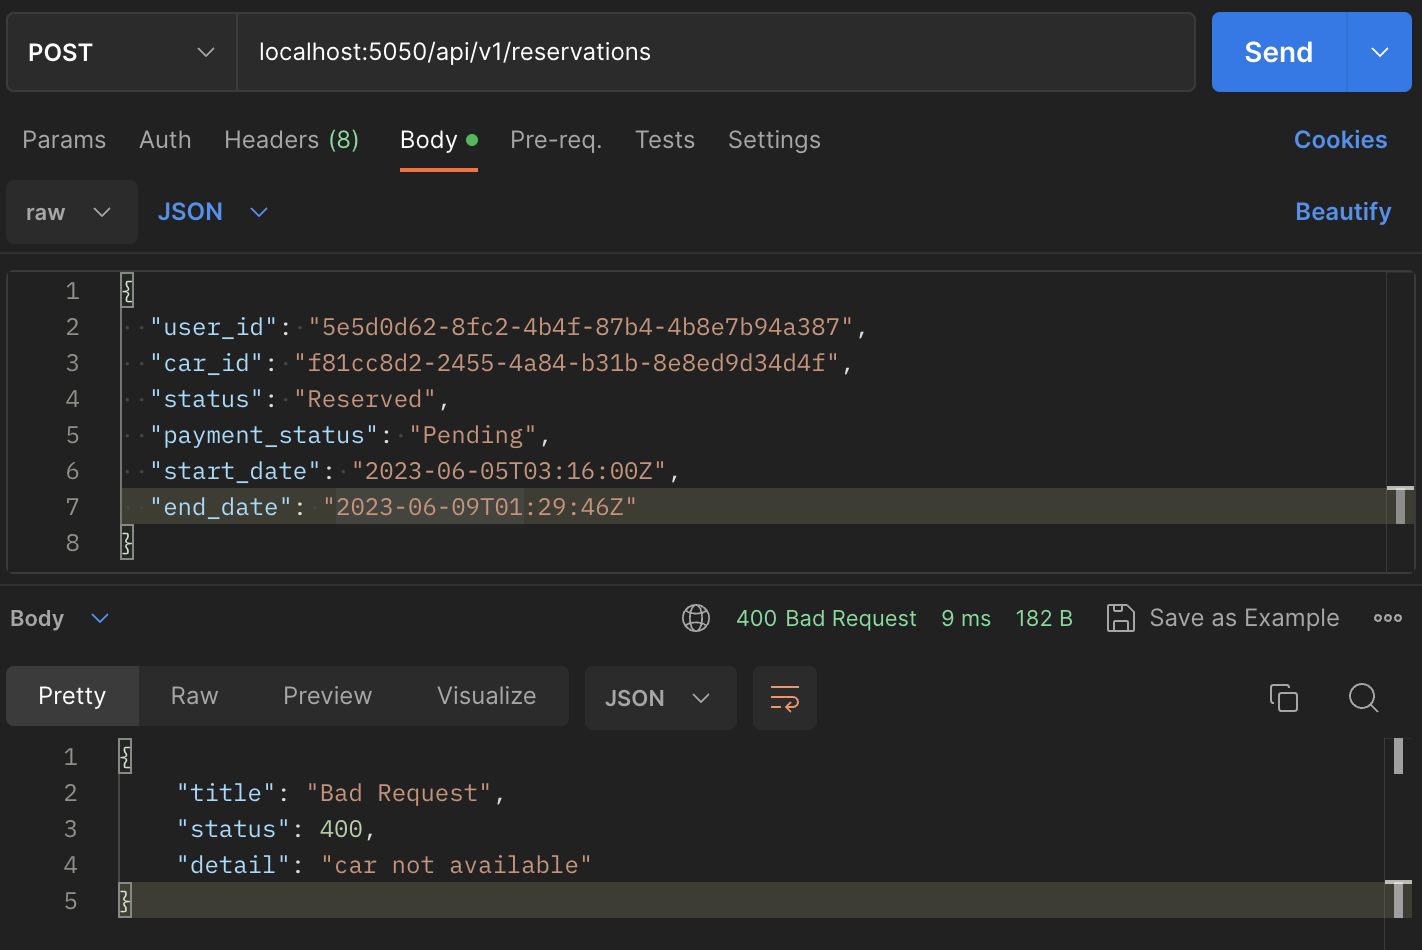 POST localhost:5050/api/v1/reservations Send
Params Auth Headers (8) Body Pre-req. Tests Settings Cookies
raw JSON Beautify
1 {
2 "user_id": "5e5d0d62-8fc2-4b4f-87b4-4b8e7b94a387",
3 "car_id": "f81cc8d2-2455-4a84-b31b-8e8ed9d34d4f",
4 "status": "Reserved",
5 "payment_status": "Pending",
6 "start_date": "2023-06-05T03:16:00Z",
7 "end_date": "2023-06-09T01:29:46Z"
8 }
Body 400 Bad Request 9 ms 182 B Save as Example
Pretty Raw Preview Visualize JSON
1 {
2 "title": "Bad Request",
3 "status": 400,
4 "detail": "car not available"
5 }